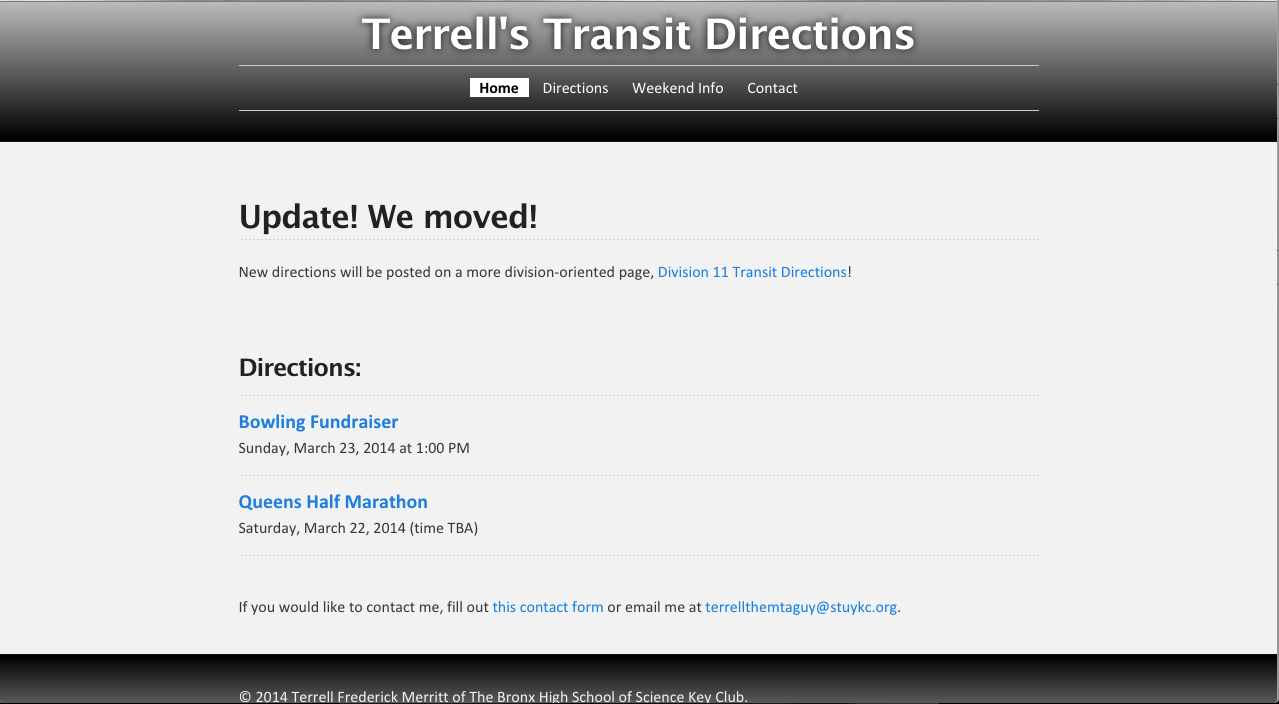 Terrell's Transit Directions
Home Directions Weekend Info Contact
Update! We moved!
New directions will be posted on a more division-oriented page, Division 11 Transit Directions!
Directions:
Bowling Fundraiser
Sunday, March 23, 2014 at 1:00 PM
Queens Half Marathon
Saturday, March 22, 2014 (time TBA)
If you would like to contact me, fill out this contact form or email me at terrellthemtaguy@stuykc.org.
© 2014 Terrell Frederick Merritt of The Bronx High School of Science Key Club.